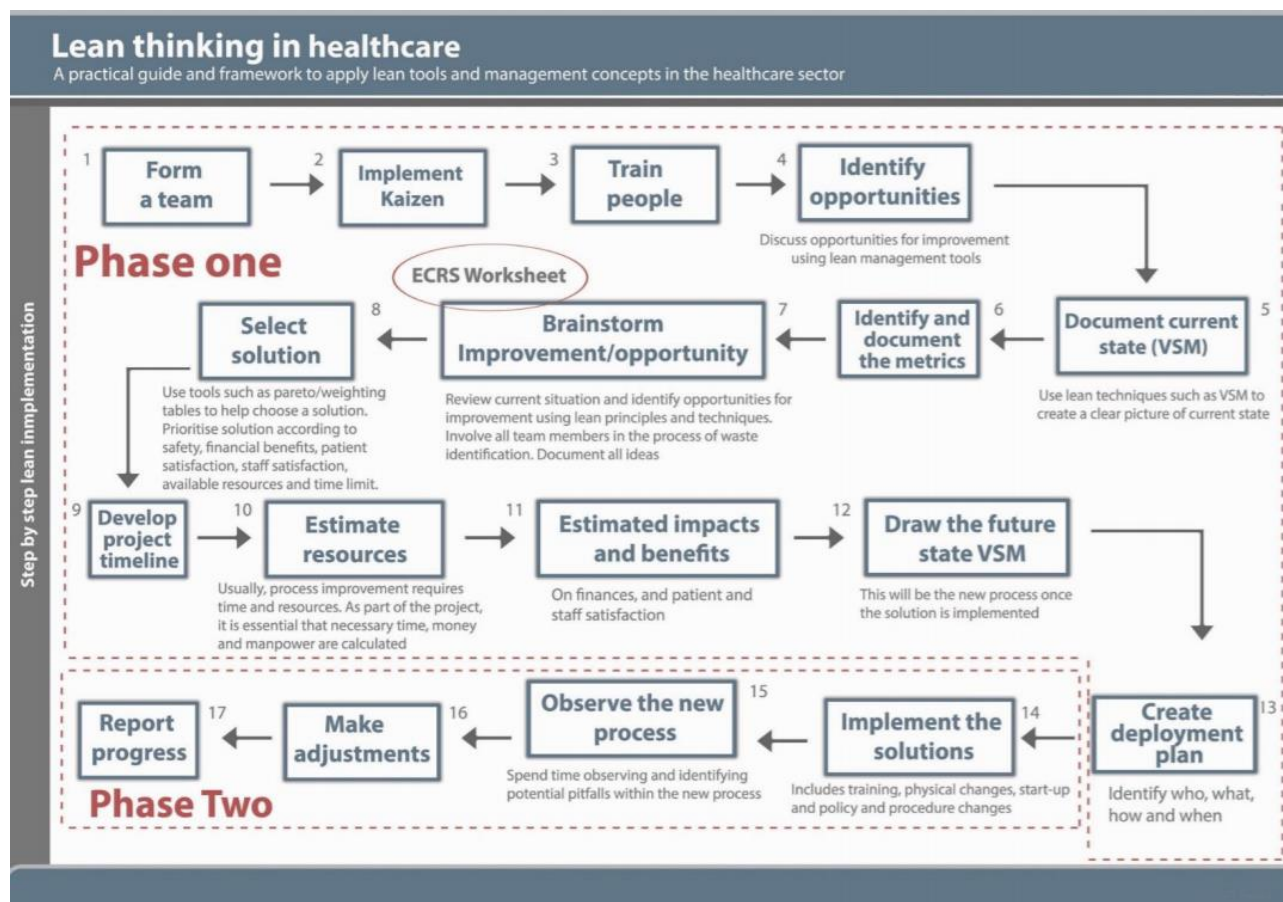 Lean thinking in healthcare
A practical guide and framework to apply lean tools and management concepts in the healthcare sector
Step by step lean inmplementation
1
Form
a team
2
Implement
Kaizen
3
Train
people
4
Identify
opportunities
Discuss opportunities for improvement
using lean management tools
Phase one
5
Document current
state (VSM)
Use lean techniques such as VSM to
create a clear picture of current state
6
Identify and
document
the metrics
7
ECRS Worksheet
Brainstorm
Improvement/opportunity
Review current situation and identify opportunities for
improvement using lean principles and techniques.
Involve all team members in the process of waste
identification. Document all ideas
8
Select
solution
Use tools such as pareto/weighting
tables to help choose a solution.
Prioritise solution according to
safety, financial benefits, patient
satisfaction, staff satisfaction,
available resources and time limit.
9
Develop
project
timeline
10
Estimate
resources
Usually, process improvement requires
time and resources. As part of the project,
it is essential that necessary time, money
and manpower are calculated
11
Estimated impacts
and benefits
On finances, and patient and
staff satisfaction
12
Draw the future
state VSM
This will be the new process once
the solution is implemented
13
Create
deployment
plan
Identify who, what,
how and when
14
Implement the
solutions
Includes training, physical changes, start-up
and policy and procedure changes
15
Observe the new
process
Spend time observing and identifying
potential pitfalls within the new process
16
Make
adjustments
17
Report
progress
Phase Two